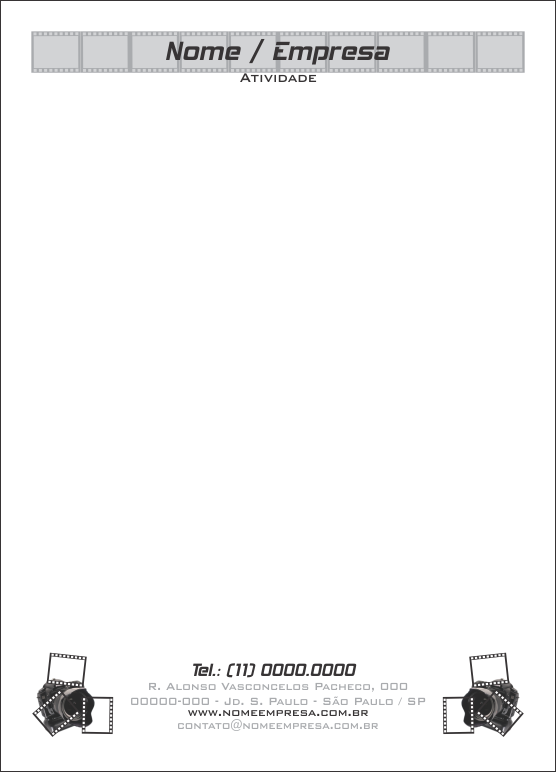 Nome / Empresa
Atividade
Tel.: (11) 0000.0000
R. Alonso Vasconcelos Pacheco, 000
00000-000 - Jd. S. Paulo - São Paulo / SP
www.nomeempresa.com.br
contato@nomeempresa.com.br